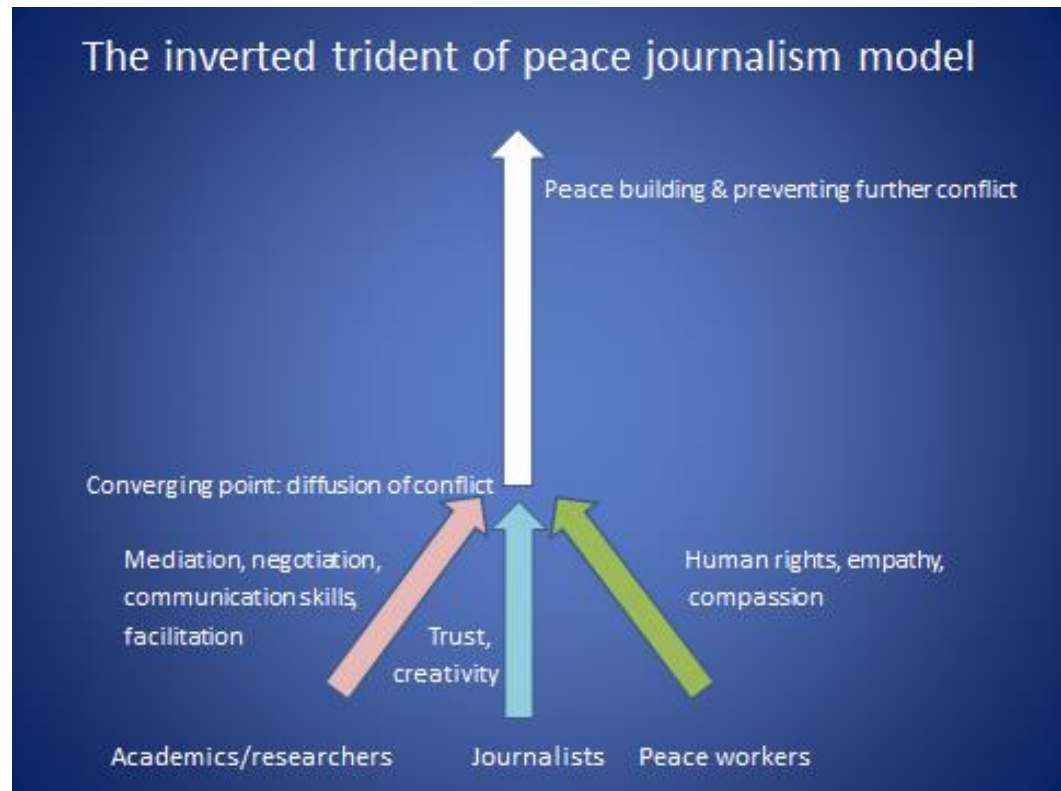 The inverted trident of peace journalism model
Peace building & preventing further conflict
Converging point: diffusion of conflict
Mediation, negotiation,
communication skills,
facilitation
Trust,
creativity
Human rights, empathy,
compassion
Academics/researchers
Journalists
Peace workers